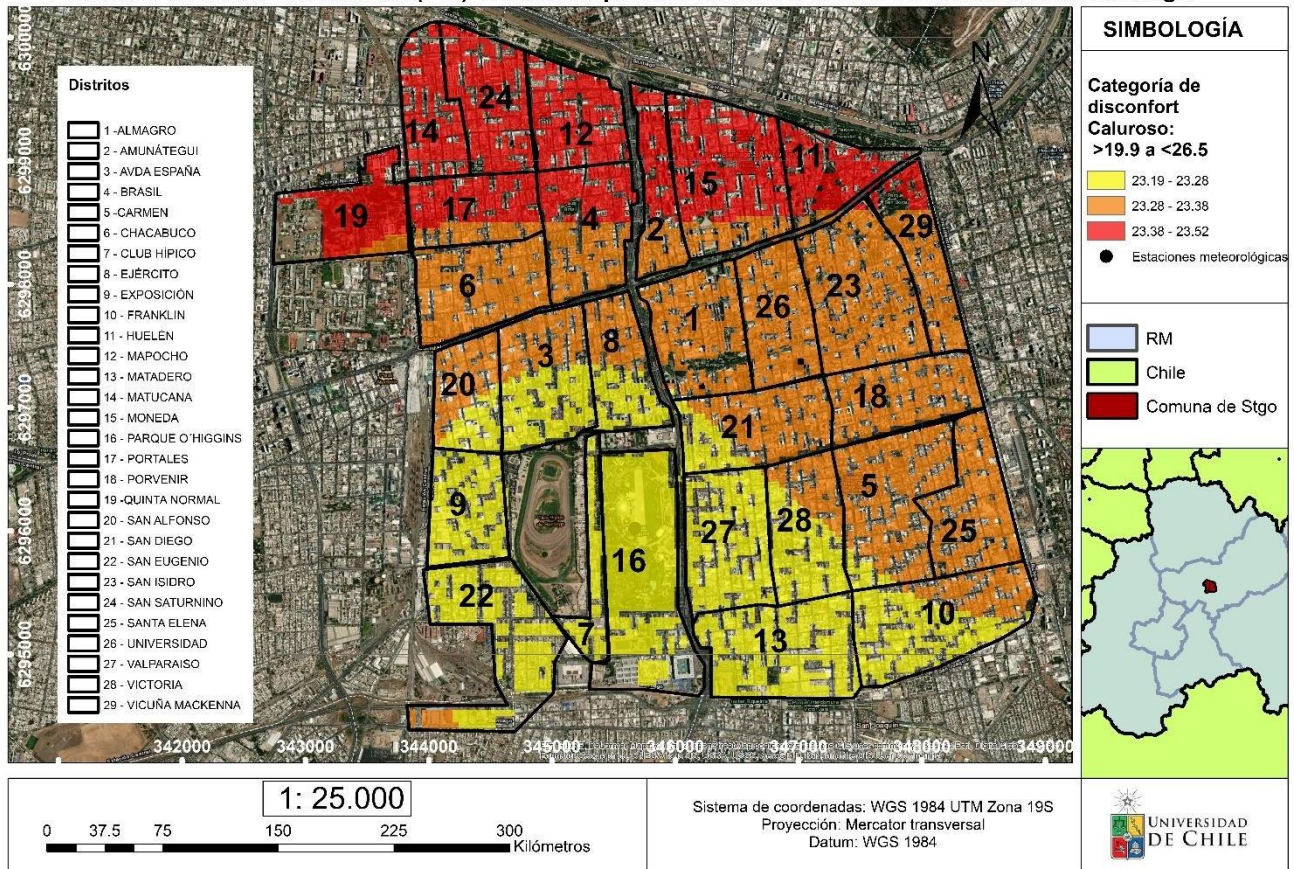 SIMBOLOGÍA
Categoría de
disconfort
Caluroso:
>19.9 a <26.5
23.19 - 23.28
23.28 - 23.38
23.38 - 23.52
Estaciones meteorológicas
RM
Chile
Comuna de Stgo
N
Distritos
1 -ALMAGRO
2 - AMUNÁTEGUI
3 - AVDA ESPAÑA
4 - BRASIL
5 -CARMEN
6 - CHACABUCO
7 - CLUB HÍPICO
8 - EJÉRCITO
9 - EXPOSICIÓN
10 - FRANKLIN
11 - HUELÉN
12 - MAPOCHO
13 - MATADERO
14 - MATUCANA
15 - MONEDA
16 - PARQUE O´HIGGINS
17 - PORTALES
18 - PORVENIR
19 -QUINTA NORMAL
20 - SAN ALFONSO
21 - SAN DIEGO
22 - SAN EUGENIO
23 - SAN ISIDRO
24 - SAN SATURNINO
25 - SANTA ELENA
26 - UNIVERSIDAD
27 - VALPARAISO
28 - VICTORIA
29 - VICUÑA MACKENNA
6300000
6299000
6298000
6297000
6296000
6295000
24
14
12
11
15
19
17
4
2
29
6
23
26
1
8
3
20
18
21
5
9
27
28
25
16
22
10
7
13
342000
343000
344000
345000
346000
347000
348000
349000
1: 25.000
0 37.5 75 150 225 300
Kilómetros
Sistema de coordenadas: WGS 1984 UTM Zona 19S
Proyección: Mercator transversal
Datum: WGS 1984
UNIVERSIDAD
DE CHILE